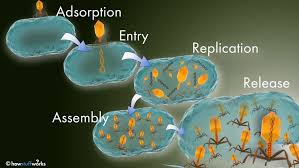 Adsorption
Entry
Replication
Release
Assembly
© howstuffworks